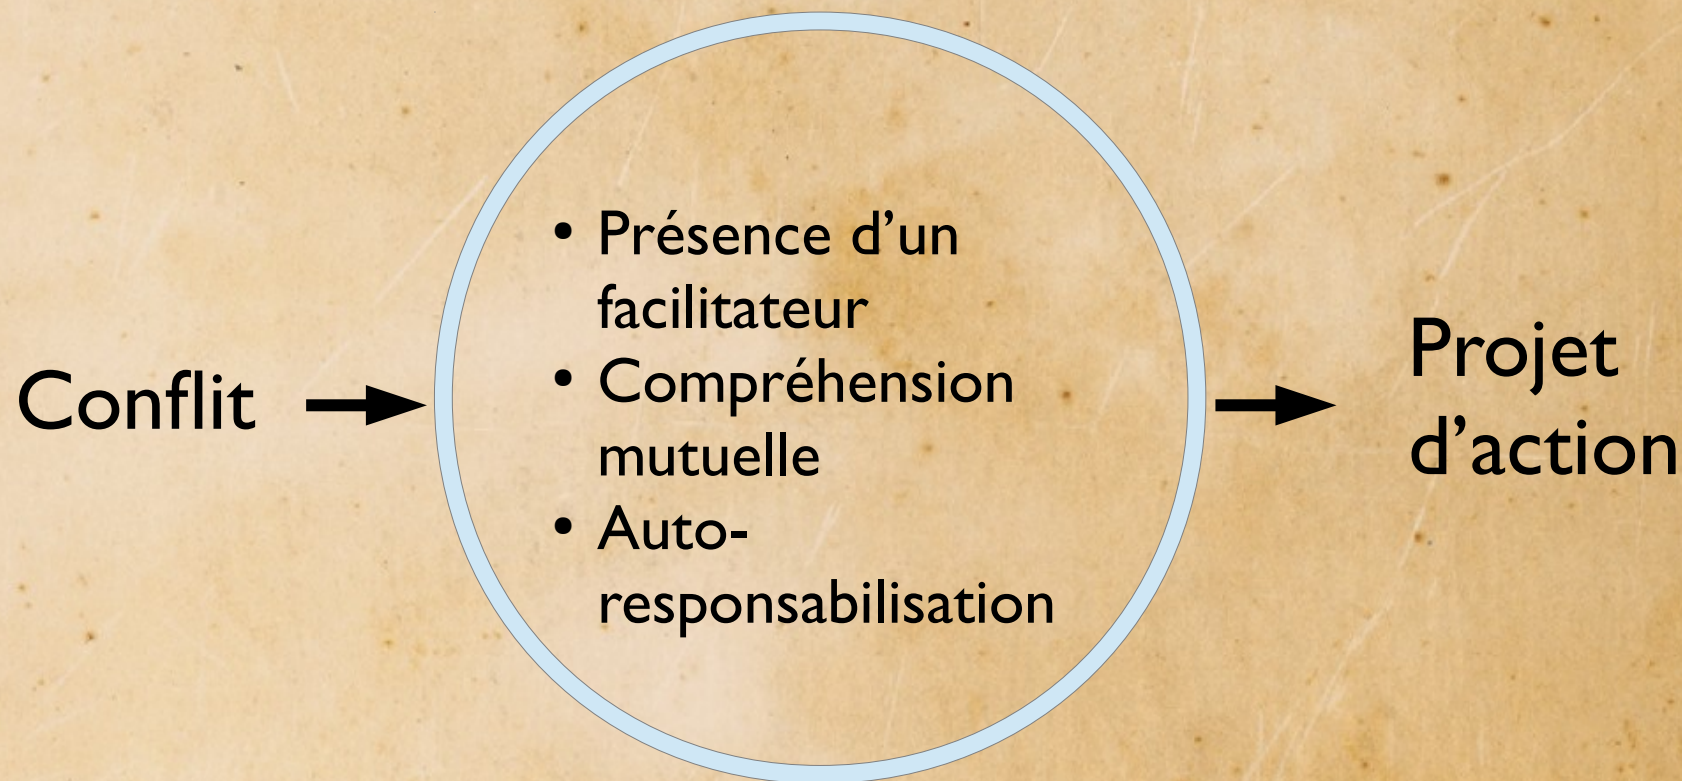 Conflit
• Présence d’un
facilitateur
• Compréhension
mutuelle
• Auto-
responsabilisation
Projet
d’action